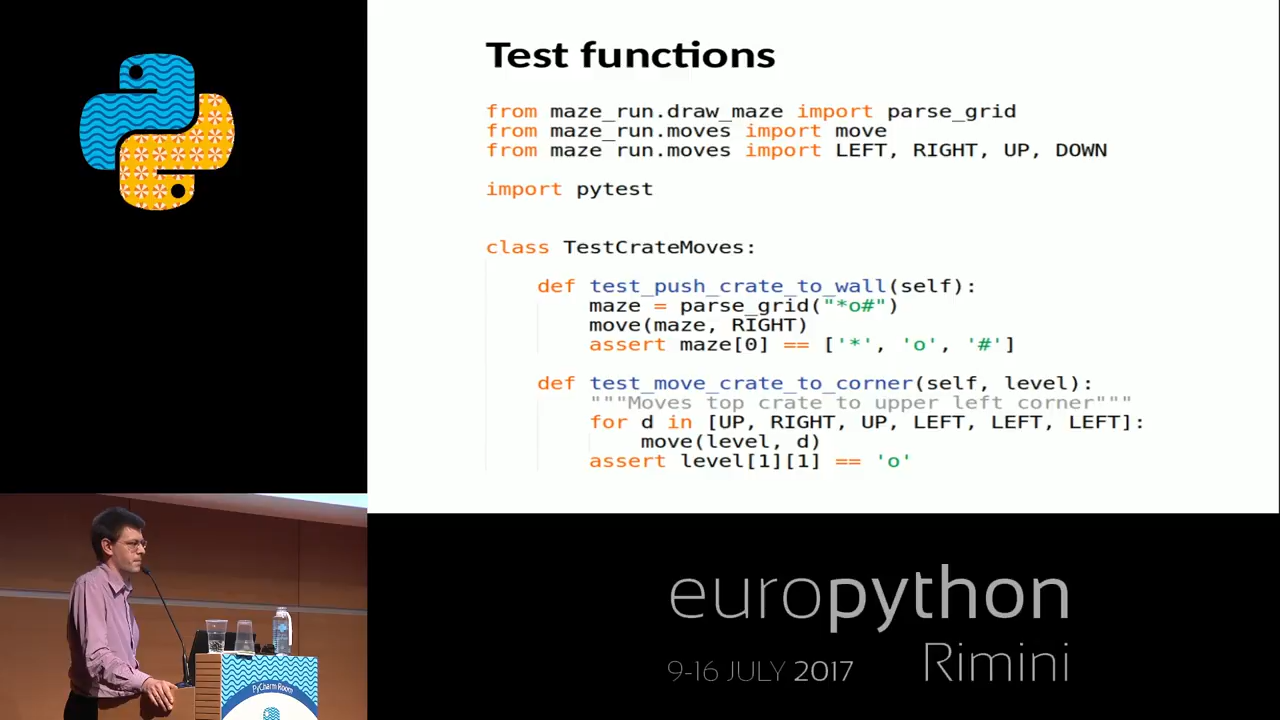 Test functions
from maze_run.draw_maze import parse_grid
from maze_run.moves import move
from maze_run.moves import LEFT, RIGHT, UP, DOWN
import pytest
class TestCrateMoves:
def test_push_crate_to_wall(self):
maze = parse_grid("*o#")
move(maze, RIGHT)
assert maze[0] == ['*', 'o', '#']
def test_move_crate_to_corner(self, level):
"""Moves top crate to upper left corner"""
for d in [UP, RIGHT, UP, LEFT, LEFT, LEFT]:
move(level, d)
assert level[1][1] == 'o'
europython
9-16 JULY 2017
Rimini
PyCharm Room